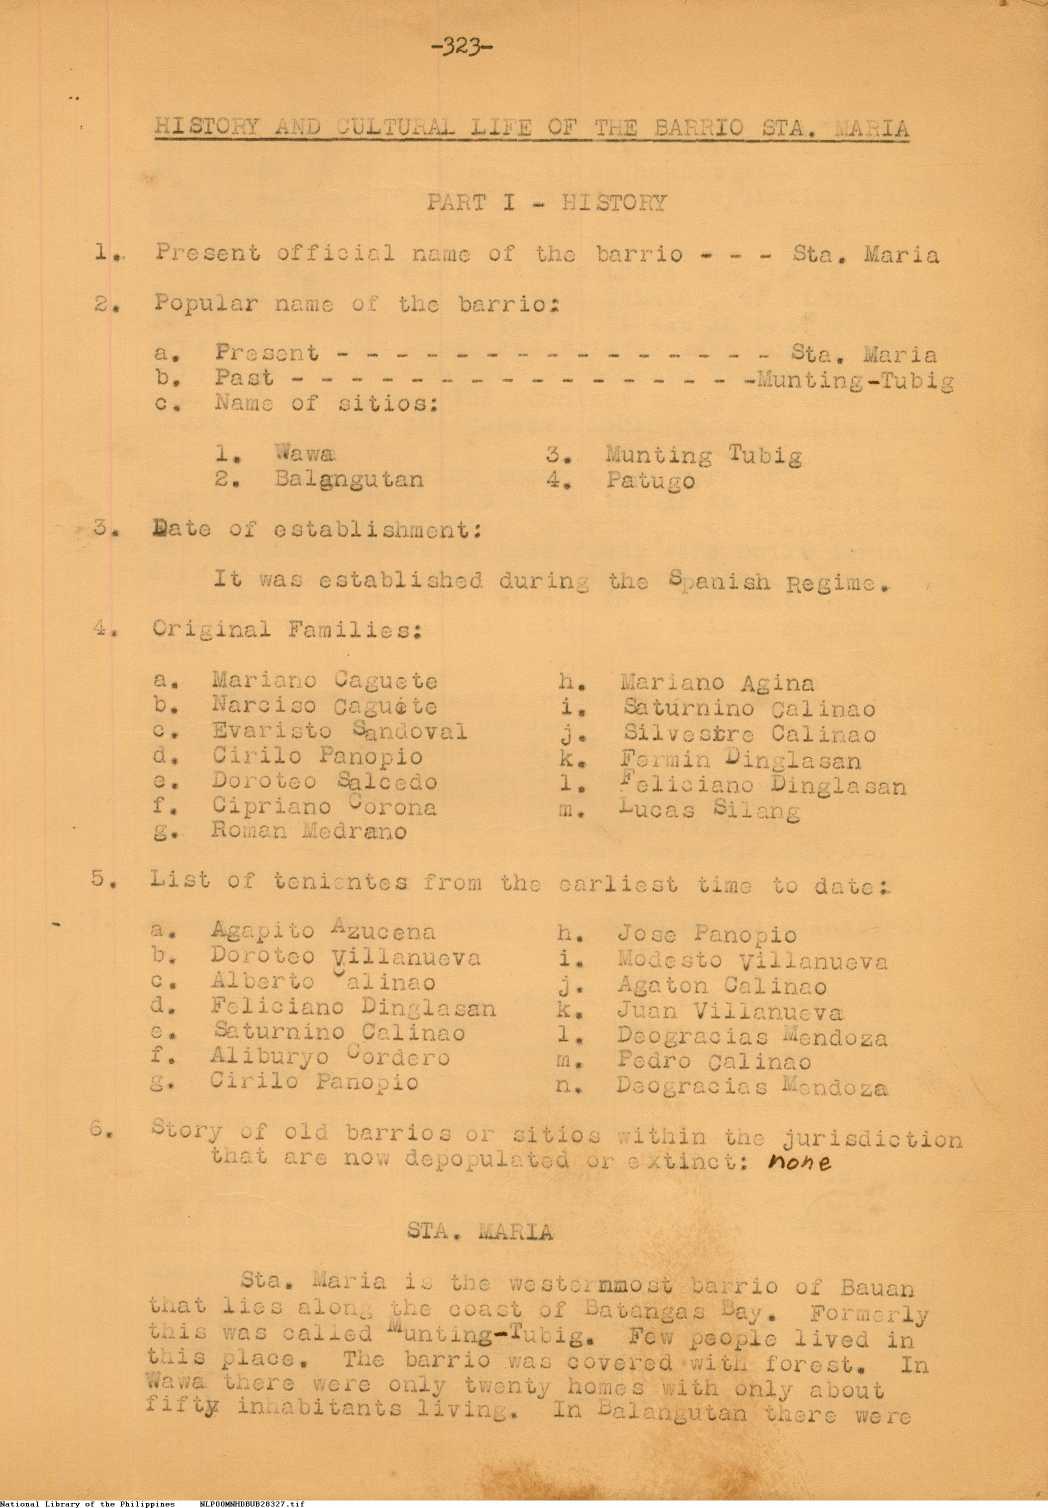 -323-
HISTORY AND CULTURAL LIFE OF THE BARRIO STA. MARIA
PART I - HISTORY
1. Present official name of the barrio - - - Sta. Maria
2. Popular name of the barrio:
a. Present - - - - - - - - - - - - - - - Sta. Maria
b. Past - - - - - - - - - - - - - - - -Munting-Tubig
c. Name of sitios:
1. Wawa 3. Munting Tubig
2. Balangutan 4. Patugo
3. Date of establishment:
It was established during the Spanish Regime.
4. Original Families:
a. Mariano Caguete h. Mariano Agina
b. Narciso Caguete i. Saturnino Calinao
c. Evaristo Sandoval j. Silvestre Calinao
d. Cirilo Panopio k. Fermin Dinglasan
e. Doroteo Salcedo l. Feliciano Dinglasan
f. Cipriano Corona m. Lucas Silang
g. Roman Medrano
5. List of tenientes from the earliest time to date:
a. Agapito Azucena h. Jose Panopio
b. Doroteo Villanueva i. Modesto Villanueva
c. Alberto Calinao j. Agaton Calinao
d. Feliciano Dinglasan k. Juan Villanueva
e. Saturnino Calinao l. Deogracias Mendoza
f. Aliburyo Cordero m. Pedro Calinao
g. Cirilo Panopio n. Deogracias Mendoza
6. Story of old barrios or sitios within the jurisdiction
that are now depopulated or extinct: none
STA. MARIA
Sta. Maria is the westernmost barrio of Bauan
that lies along the coast of Batangas Bay. Formerly
this was called Munting-Tubig. Few people lived in
this place. The barrio was covered with forest. In
Wawa there were only twenty homes with only about
fifty inhabitants living. In Balangutan there were
National Library of the Philippines NLP00MNHDBUB28327.tif